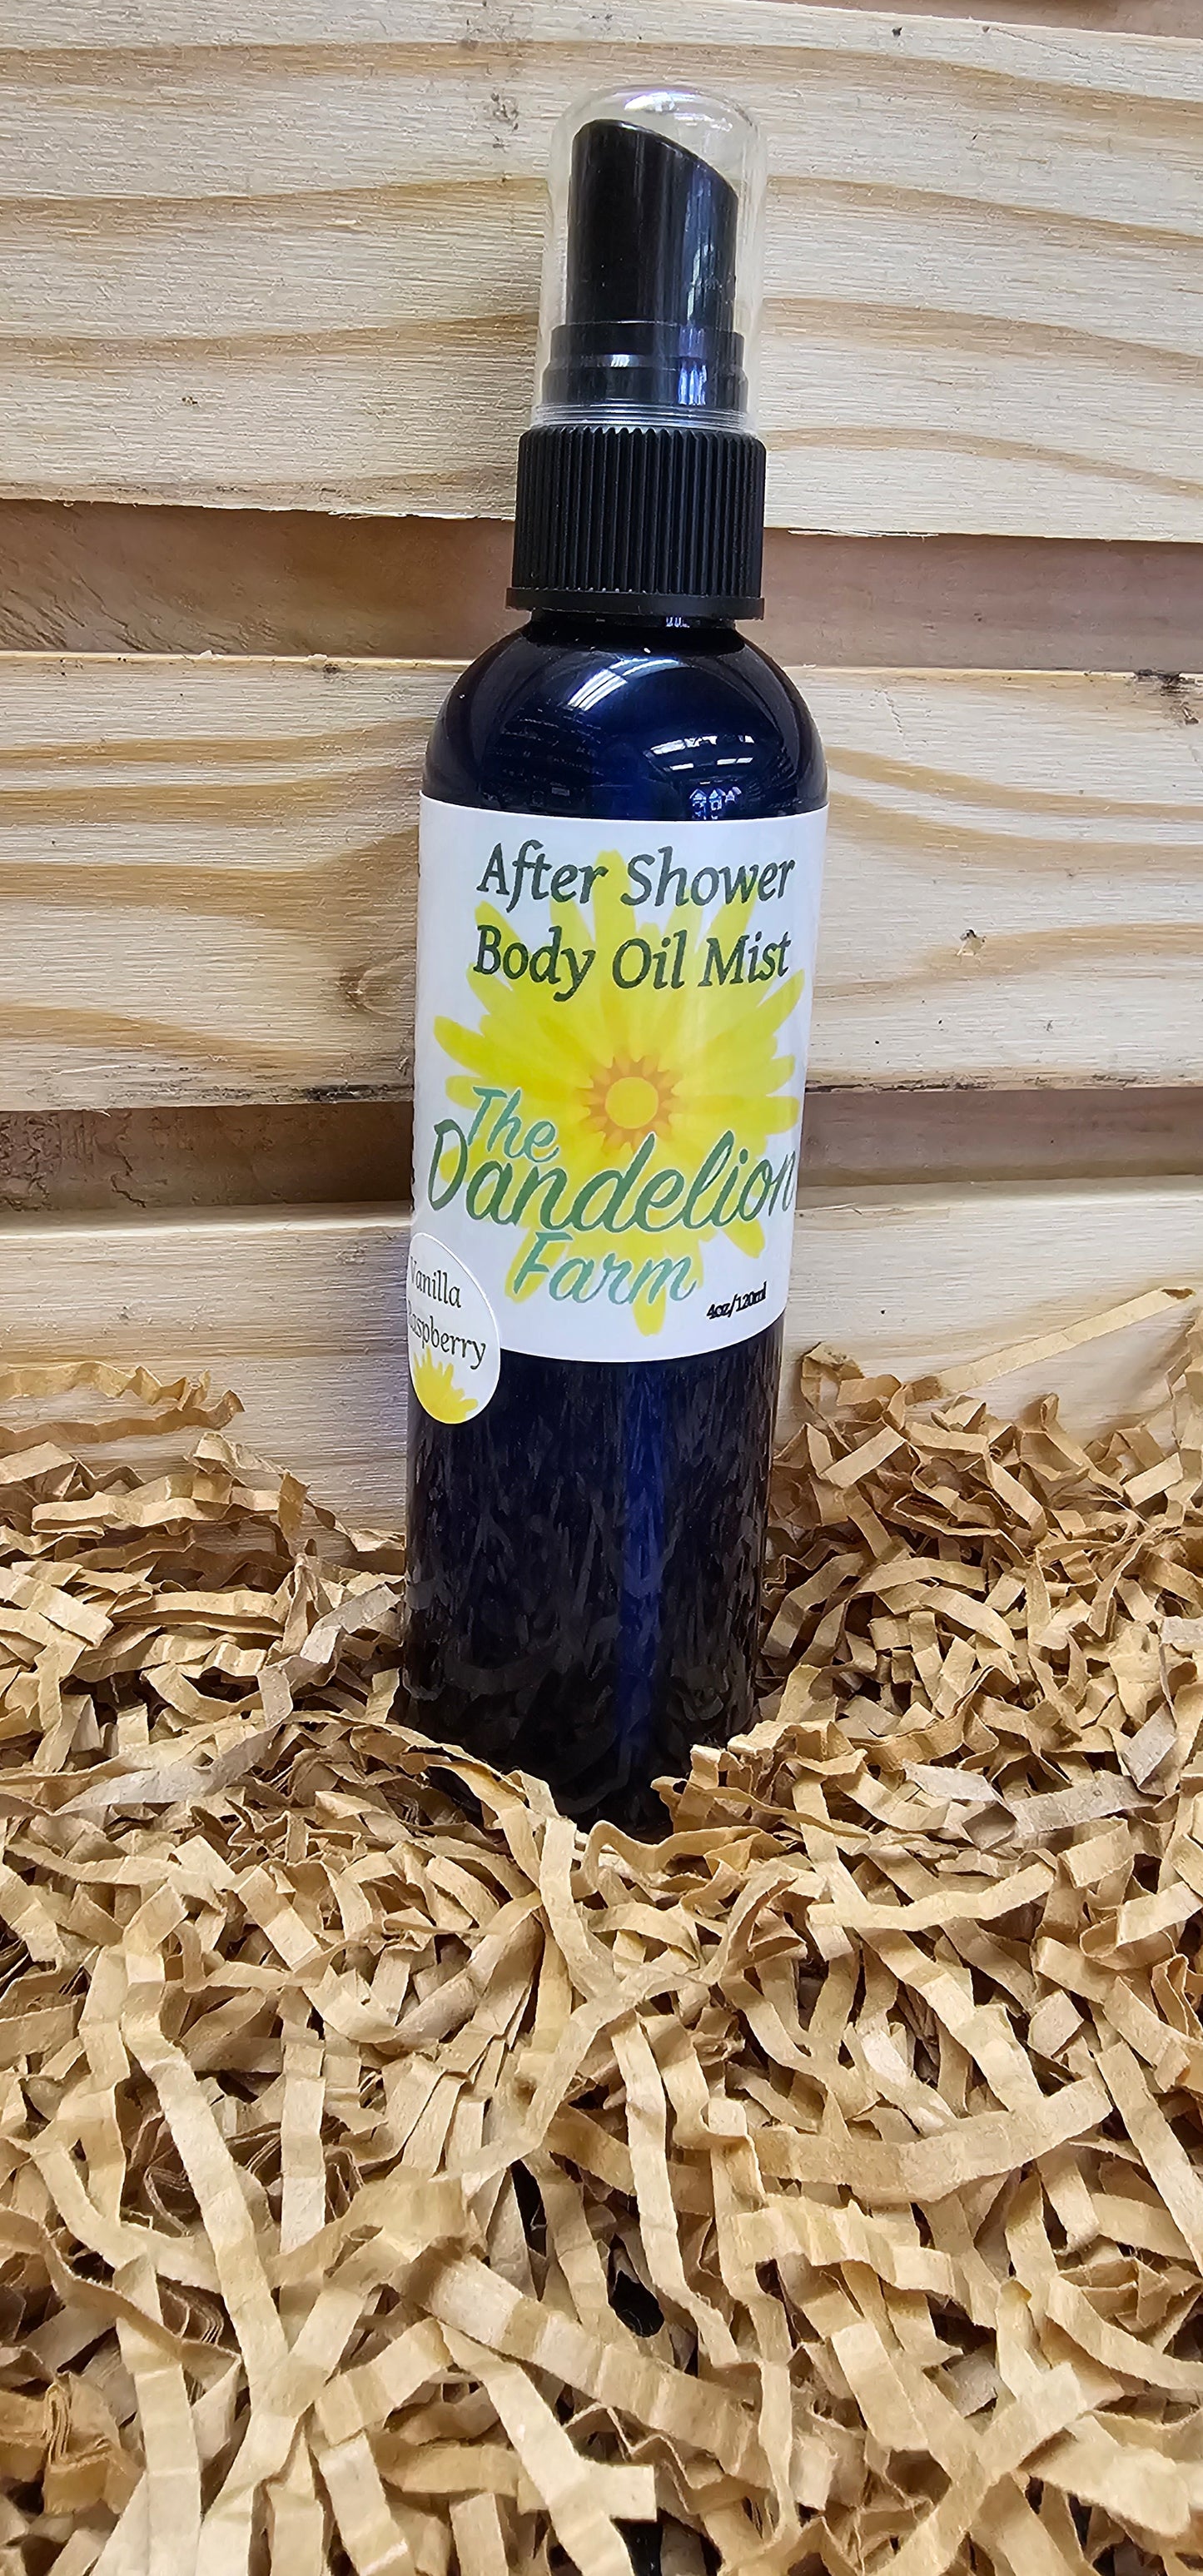 After Shower
Body Oil Mist
The
Dandelion
Farm
4oz/120ml
Vanilla
Raspberry